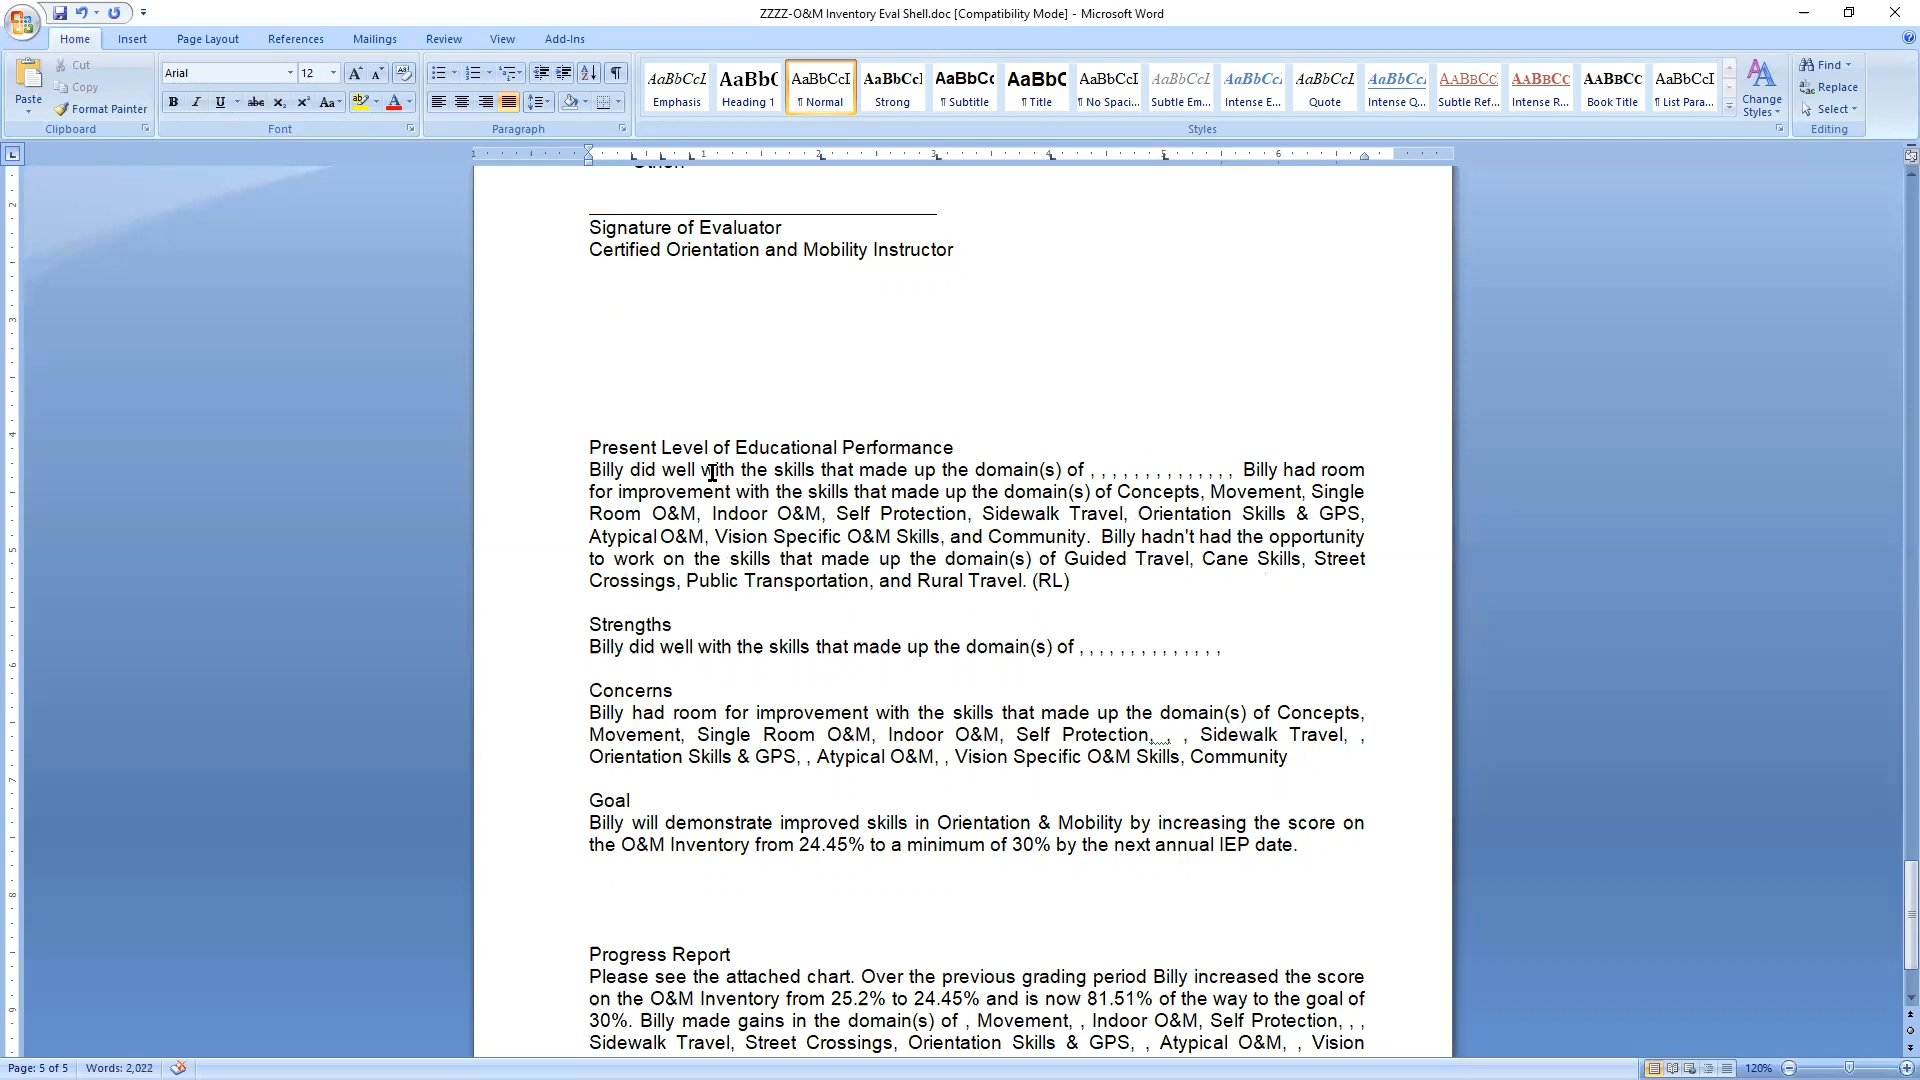 ZZZZ-O&M Inventory Eval Shell.doc [Compatibility Mode] - Microsoft Word
Home Insert Page Layout References Mailings Review View Add-Ins
Paste
Cut
Copy
Format Painter
Clipboard
Arial 12
B I U abc x₂ x² Aa
Font
Paragraph
AaBbCcI AaBbC AaBbCcI AaBbCcI AaBbCc AaBbC AaBbCcI AaBbCcI AaBbCcI AaBbCcI AaBbCcI AaBbCcI AaBbCc AaBbCc AaBbCcI
Emphasis Heading 1 ¶ Normal Strong ¶ Subtitle ¶ Title ¶ No Spaci... Subtle Em... Intense E... Quote Intense Q... Subtle Ref... Intense R... Book Title ¶ List Para...
Styles
Change Styles
Find
Replace
Select
Editing
1 1 2 3 4 5 6
Signature of Evaluator
Certified Orientation and Mobility Instructor
Present Level of Educational Performance
Billy did well with the skills that made up the domain(s) of , , , , , , , , , , , , , , Billy had room
for improvement with the skills that made up the domain(s) of Concepts, Movement, Single
Room O&M, Indoor O&M, Self Protection, Sidewalk Travel, Orientation Skills & GPS,
Atypical O&M, Vision Specific O&M Skills, and Community. Billy hadn't had the opportunity
to work on the skills that made up the domain(s) of Guided Travel, Cane Skills, Street
Crossings, Public Transportation, and Rural Travel. (RL)
Strengths
Billy did well with the skills that made up the domain(s) of , , , , , , , , , , , , , ,
Concerns
Billy had room for improvement with the skills that made up the domain(s) of Concepts,
Movement, Single Room O&M, Indoor O&M, Self Protection, , , Sidewalk Travel, ,
Orientation Skills & GPS, , Atypical O&M, , Vision Specific O&M Skills, Community
Goal
Billy will demonstrate improved skills in Orientation & Mobility by increasing the score on
the O&M Inventory from 24.45% to a minimum of 30% by the next annual IEP date.
Progress Report
Please see the attached chart. Over the previous grading period Billy increased the score
on the O&M Inventory from 25.2% to 24.45% and is now 81.51% of the way to the goal of
30%. Billy made gains in the domain(s) of , Movement, , Indoor O&M, Self Protection, , ,
Sidewalk Travel, Street Crossings, Orientation Skills & GPS, , Atypical O&M, , Vision
Page: 5 of 5 Words: 2,022 120%